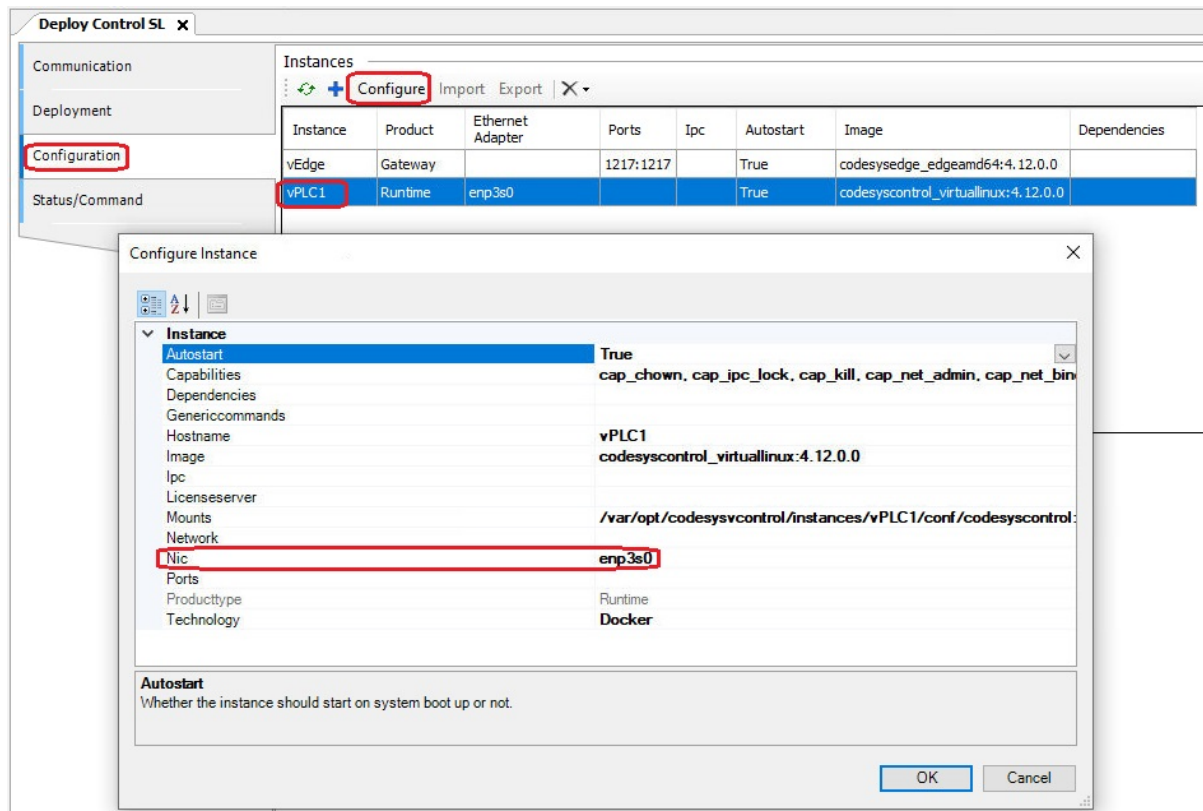 Deploy Control SL
Communication
Deployment
Configuration
Status/Command
Instances
Configure Import Export
Instance Product Ethernet Adapter Ports Ipc Autostart Image Dependencies
vEdge Gateway 1217:1217 True codesysedge_edgeamd64:4.12.0.0
vPLC1 Runtime enp3s0 True codesyscontrol_virtuallinux:4.12.0.0
Configure Instance
Instance
Autostart True
Capabilities cap_chown, cap_ipc_lock, cap_kill, cap_net_admin, cap_net_bin
Dependencies
Genericcommands
Hostname vPLC1
Image codesyscontrol_virtuallinux:4.12.0.0
Ipc
Licenseserver
Mounts /var/opt/codesysvcontrol/instances/vPLC1/conf/codesyscontrol:
Network
Nic enp3s0
Ports
Producttype Runtime
Technology Docker
Autostart
Whether the instance should start on system boot up or not.
OK Cancel